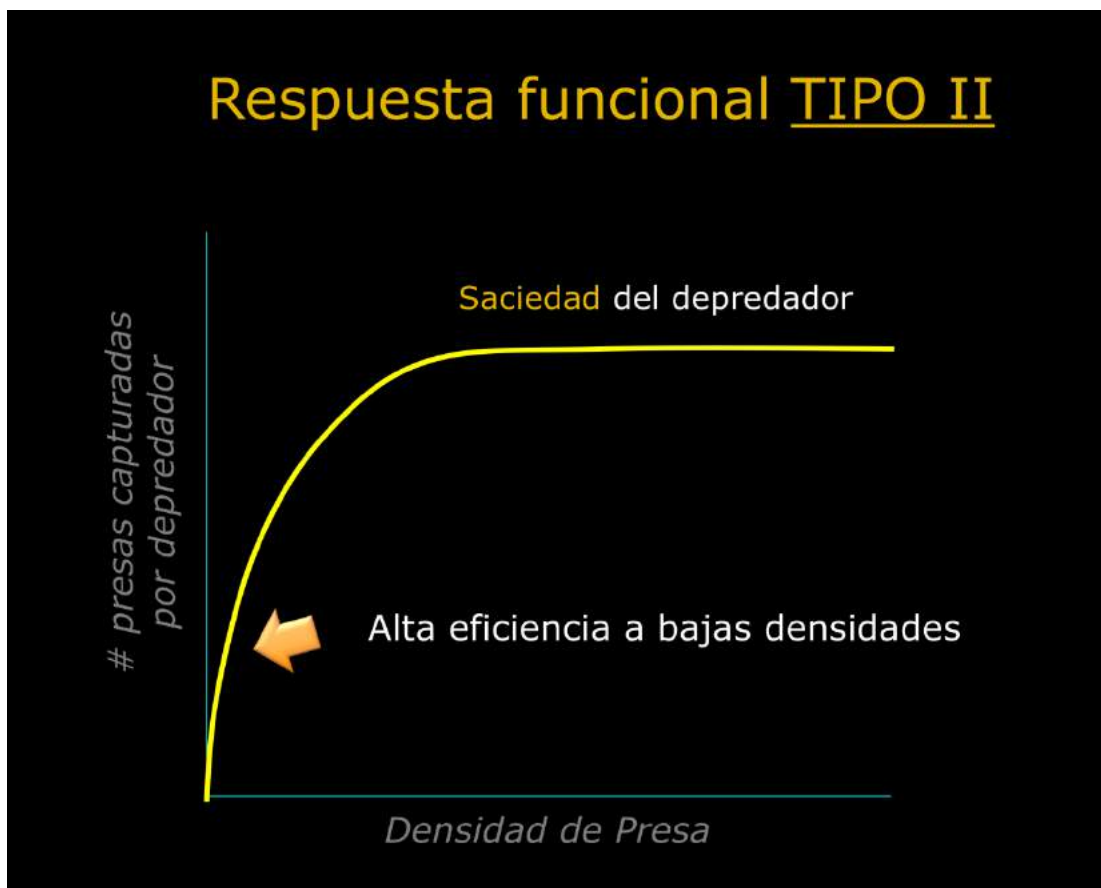 Respuesta funcional TIPO II
Saciedad del depredador
# presas capturadas
por depredador
Alta eficiencia a bajas densidades
Densidad de Presa